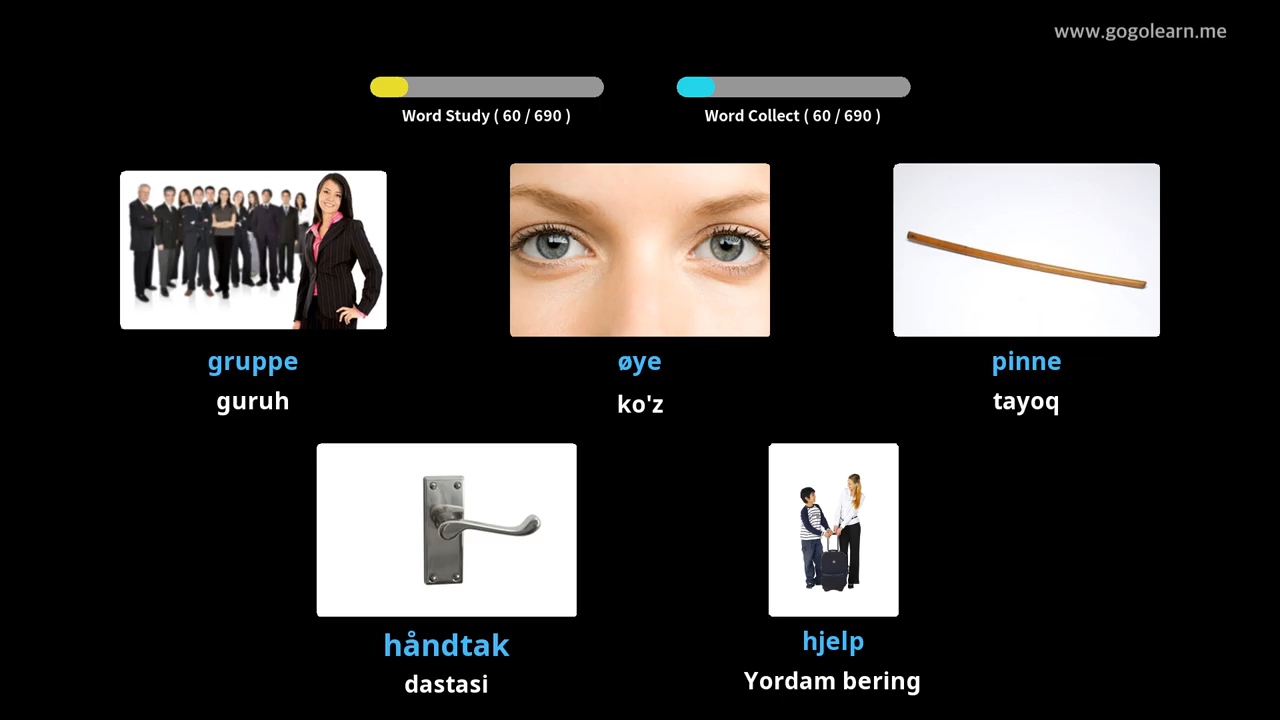 www.gogolearn.me
Word Study ( 60 / 690 )
Word Collect ( 60 / 690 )
gruppe
guruh
øye
ko'z
pinne
tayoq
håndtak
dastasi
hjelp
Yordam bering